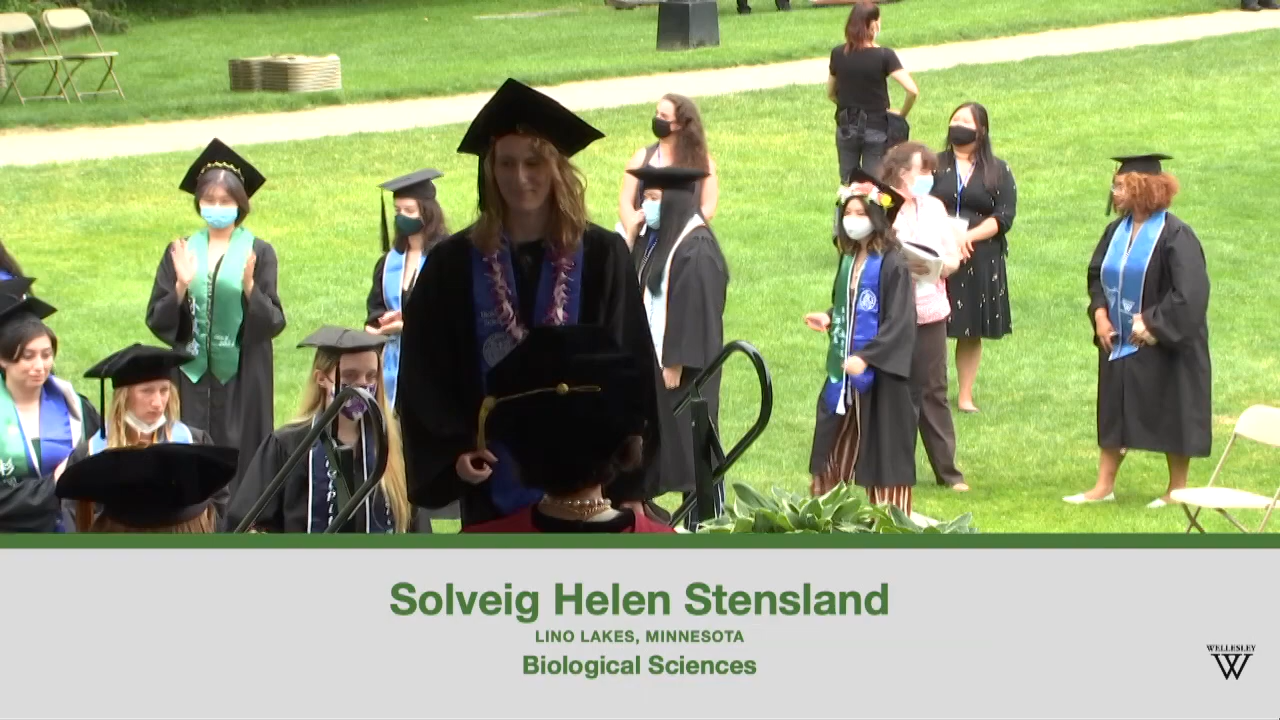 Solveig Helen Stensland
LINO LAKES, MINNESOTA
Biological Sciences
WELLESLEY
W